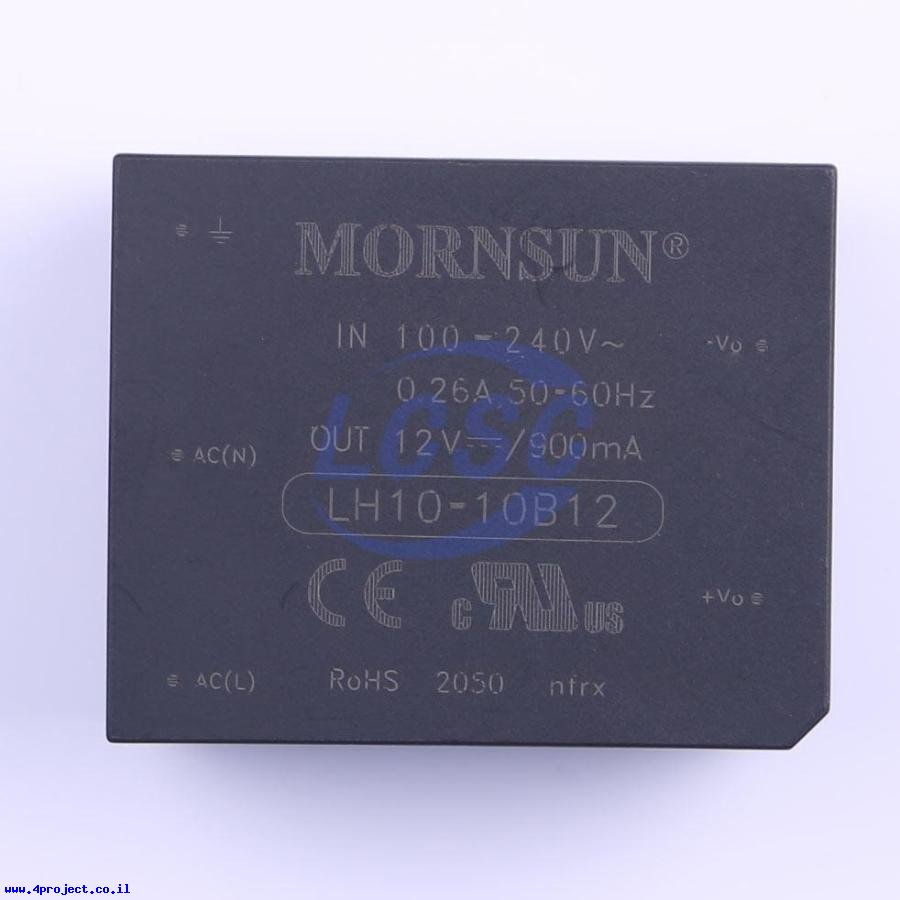 MORNSUN®
IN 100-240V~
-Vo
0.26A 50-60Hz
OUT 12V⎓/900mA
AC(N)
LCSC
LH10-10B12
CE
c RU US
+Vo
AC(L)
RoHS 2050 nfrx
www.4project.co.il